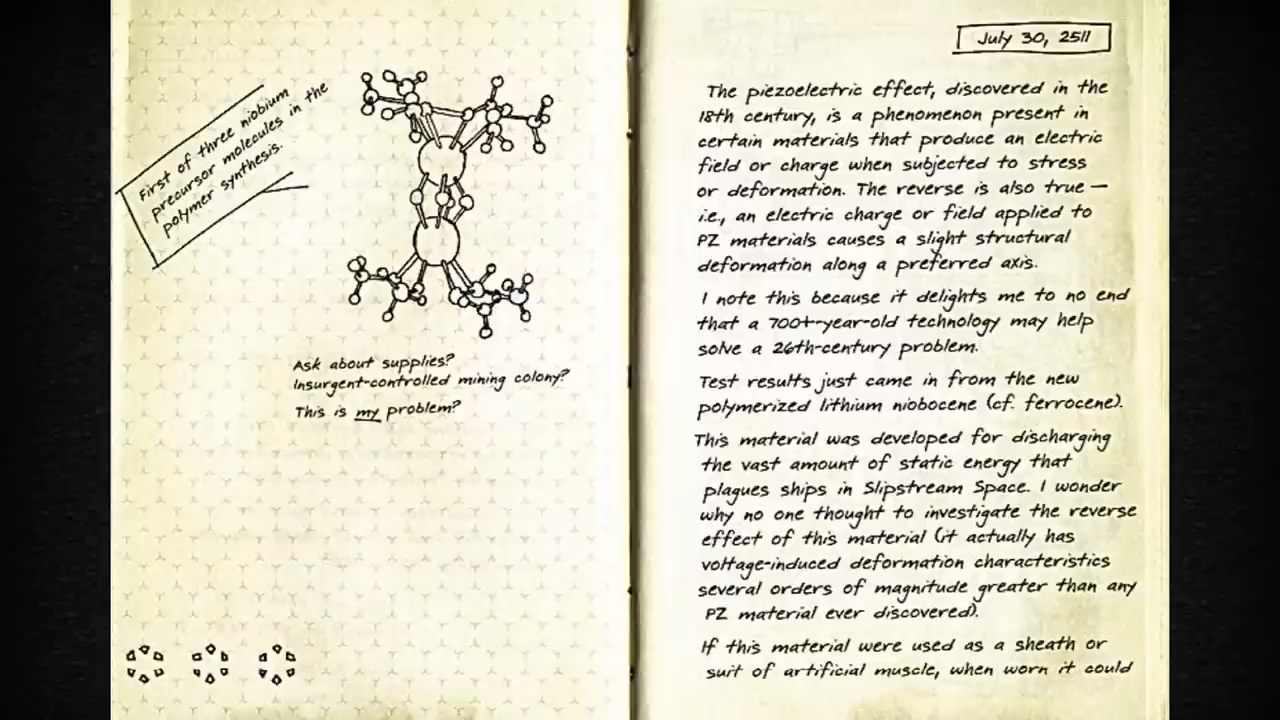 First of three niobium
precursor molecules in the
polymer synthesis.
Ask about supplies?
Insurgent-controlled mining colony?
This is my problem?
July 30, 2511
The piezoelectric effect, discovered in the
18th century, is a phenomenon present in
certain materials that produce an electric
field or charge when subjected to stress
or deformation. The reverse is also true —
i.e., an electric charge or field applied to
PZ materials causes a slight structural
deformation along a preferred axis.
I note this because it delights me to no end
that a 700+-year-old technology may help
solve a 26th-century problem.
Test results just came in from the new
polymerized lithium niobocene (cf. ferrocene).
This material was developed for discharging
the vast amount of static energy that
plagues ships in Slipstream Space. I wonder
why no one thought to investigate the reverse
effect of this material (it actually has
voltage-induced deformation characteristics
several orders of magnitude greater than any
PZ material ever discovered).
If this material were used as a sheath or
suit of artificial muscle, when worn it could